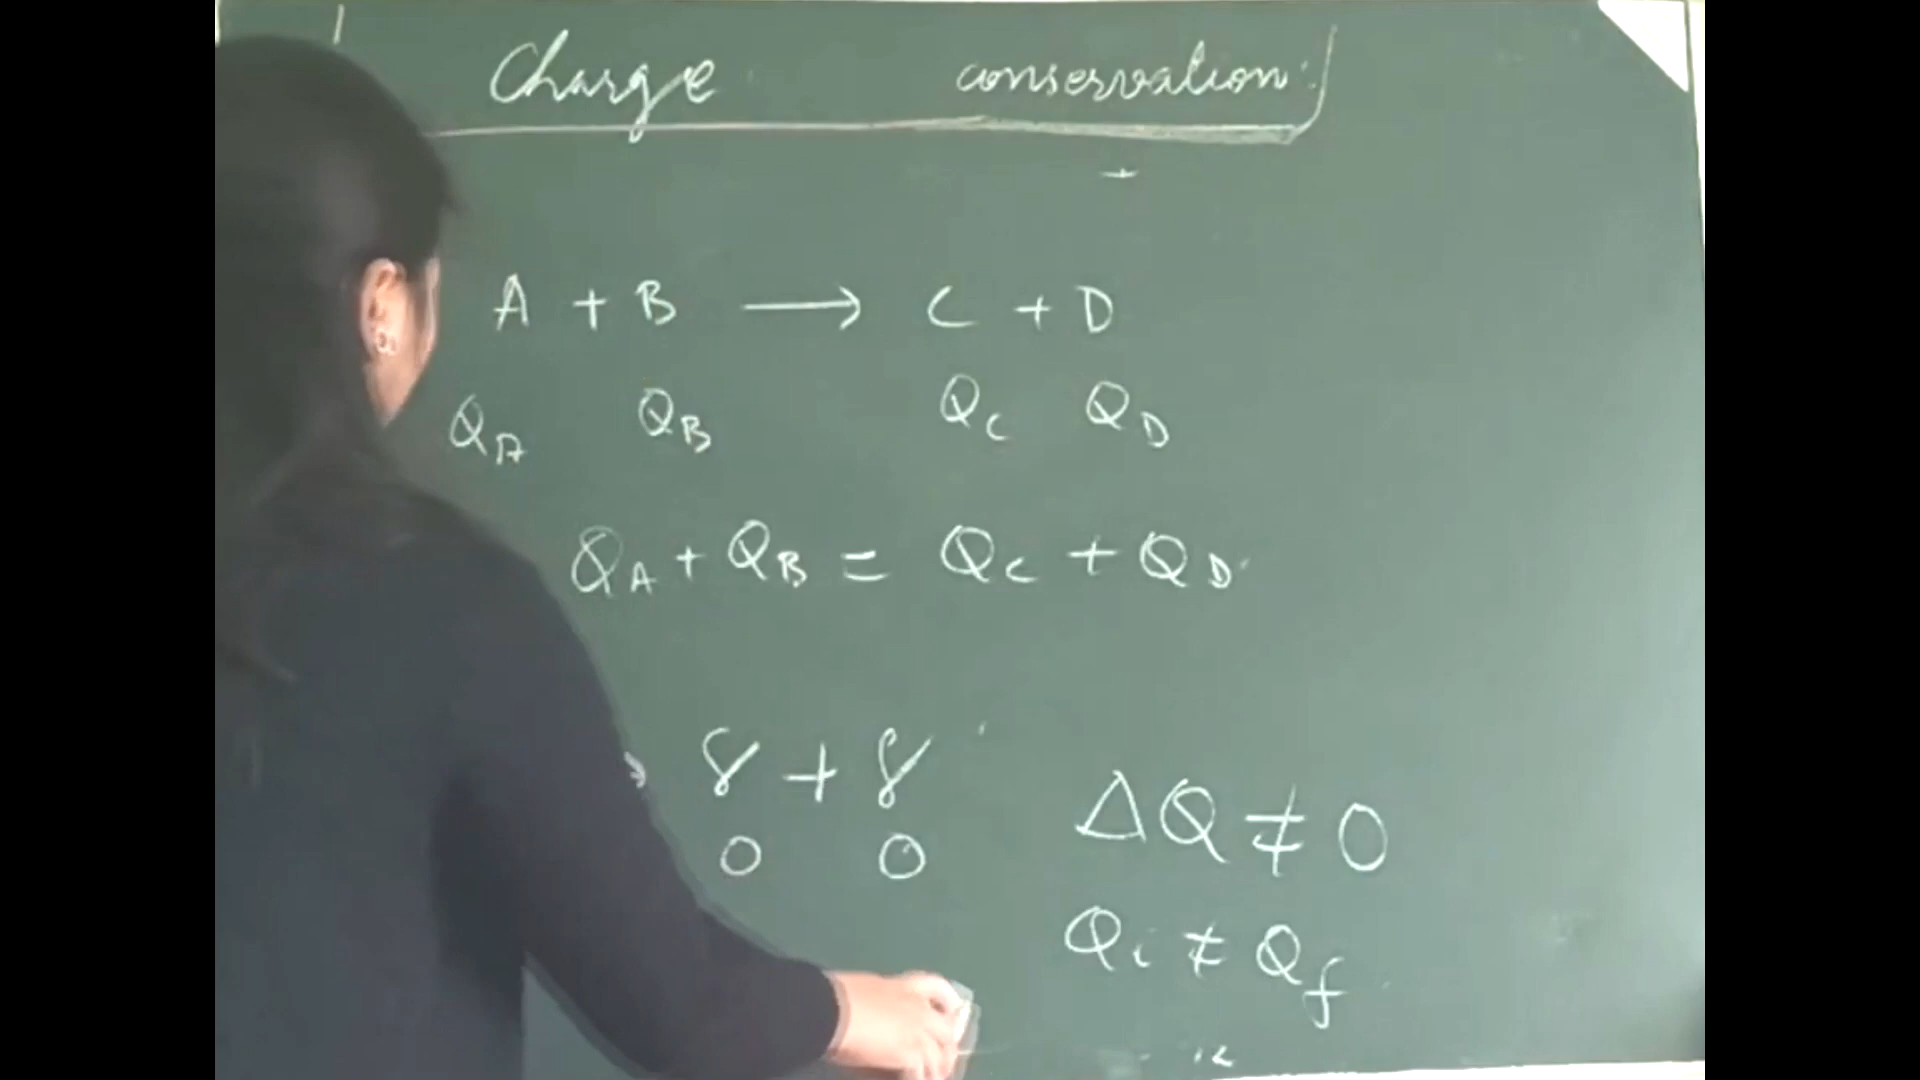 Charge conservation:
A + B → C + D
Q_A Q_B Q_C Q_D
Q_A + Q_B = Q_C + Q_D.
→ γ + γ
0 0
ΔQ ≠ 0
Q_i ≠ Q_f